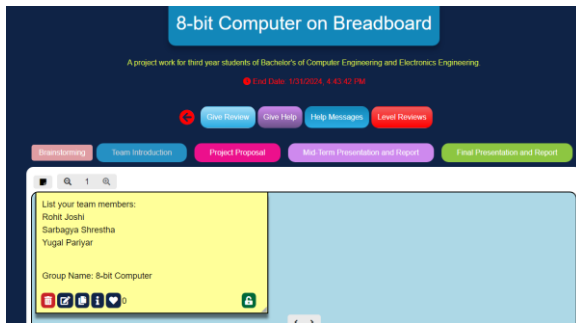 8-bit Computer on Breadboard
A project work for third year students of Bachelor's of Computer Engineering and Electronics Engineering.
End Date: 1/31/2024, 4:43:42 PM
Give Review Give Help Help Messages Level Reviews
Brainstorming Team Introduction Project Proposal Mid-Term Presentation and Report Final Presentation and Report
1
List your team members:
Rohit Joshi
Sarbagya Shrestha
Yugal Pariyar
Group Name: 8-bit Computer
0